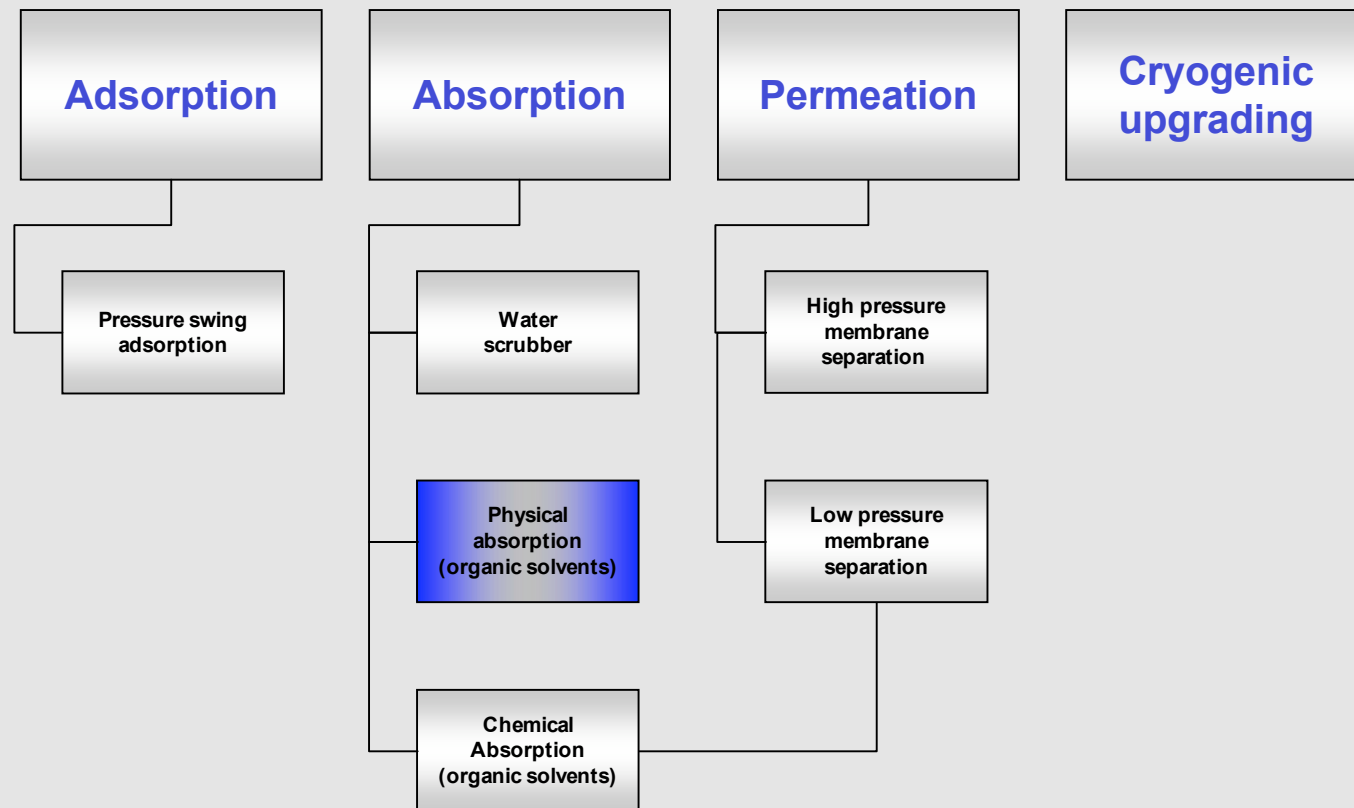 Adsorption
Absorption
Permeation
Cryogenic
upgrading
Pressure swing
adsorption
Water
scrubber
High pressure
membrane
separation
Physical
absorption
(organic solvents)
Low pressure
membrane
separation
Chemical
Absorption
(organic solvents)